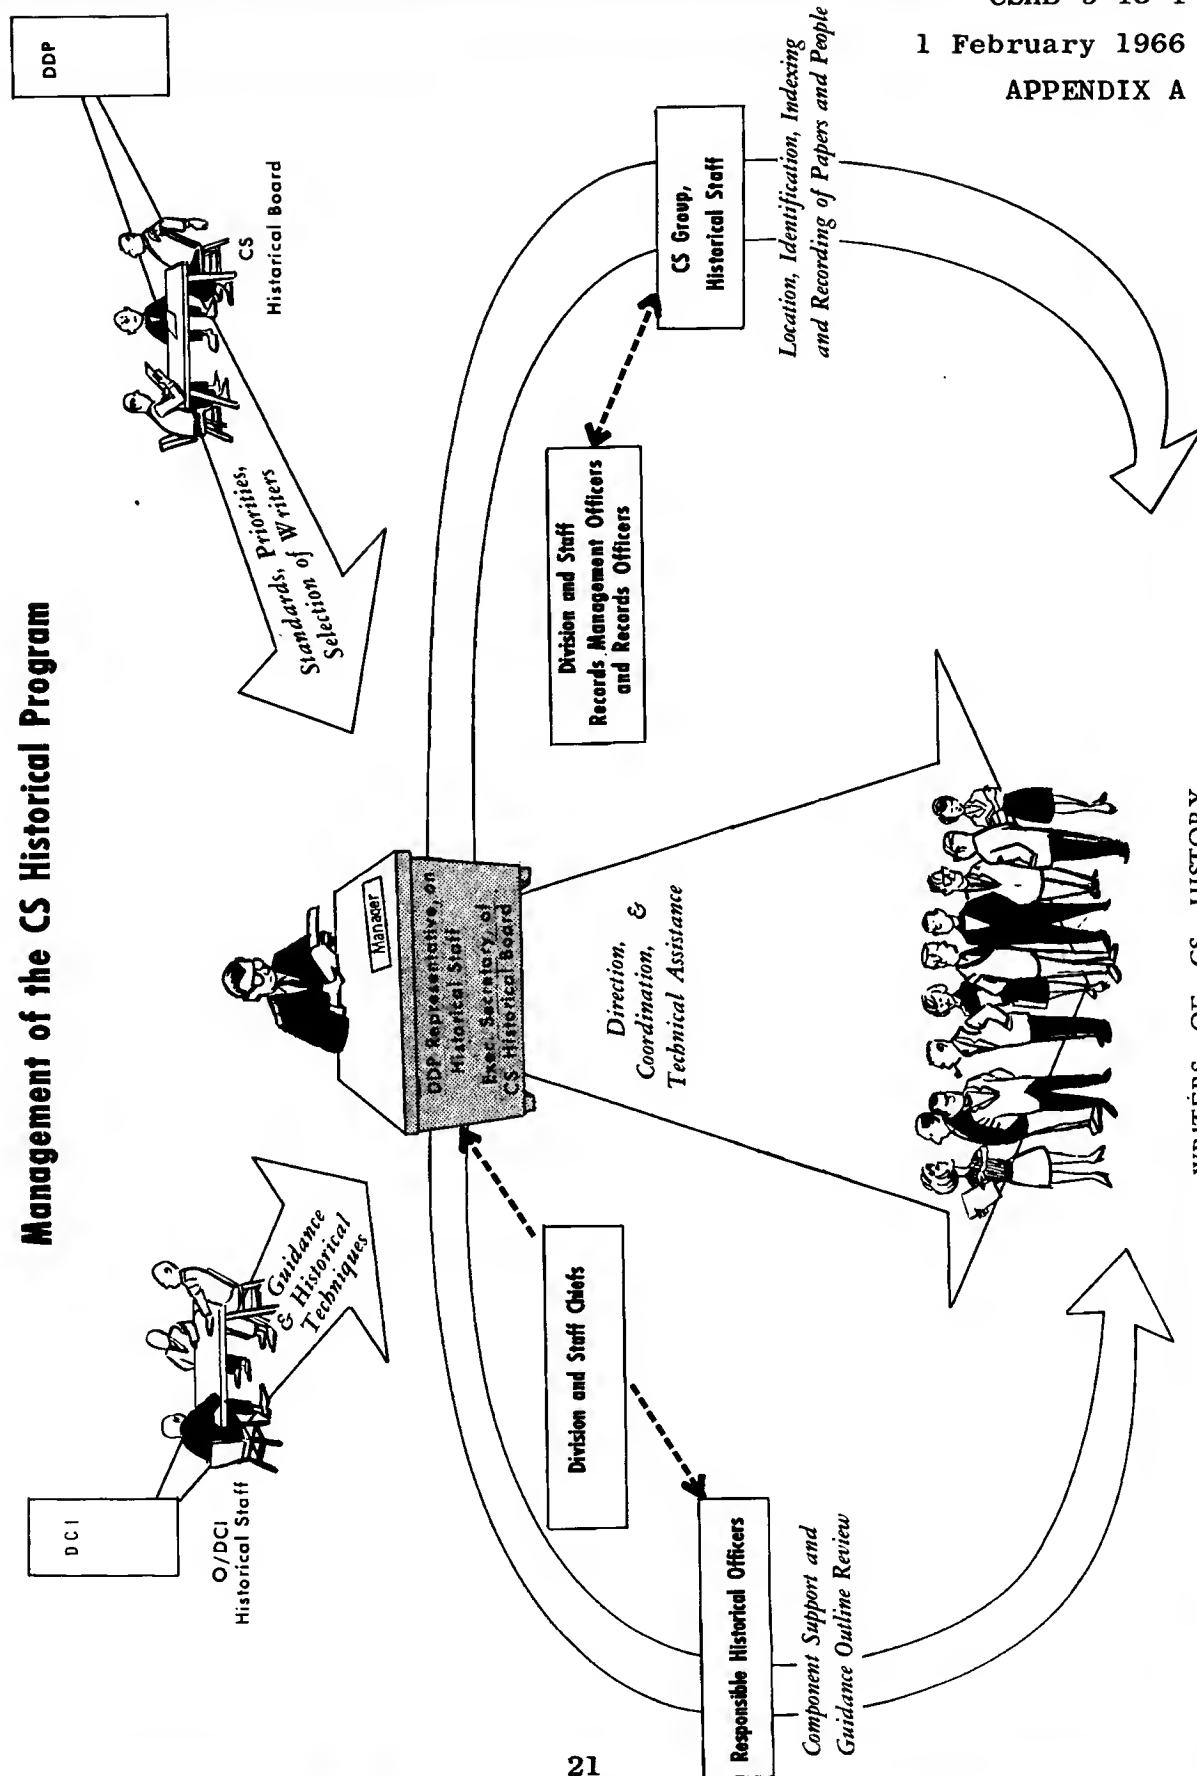 1 February 1966
APPENDIX A
Management of the CS Historical Program
DCI
O/DCI
Historical Staff
Guidance
& Historical
Techniques
DDP
CS
Historical Board
Standards, Priorities,
Selection of Writers
Manager
DDP Representative, on
Historical Staff
Exec. Secretary, of
CS Historical Board
Division and Staff Chiefs
Responsible Historical Officers
Component Support and
Guidance Outline Review
Direction,
Coordination, &
Technical Assistance
Division and Staff
Records Management Officers
and Records Officers
CS Group,
Historical Staff
Location, Identification, Indexing
and Recording of Papers and People
WRITERS OF CS HISTORY
21